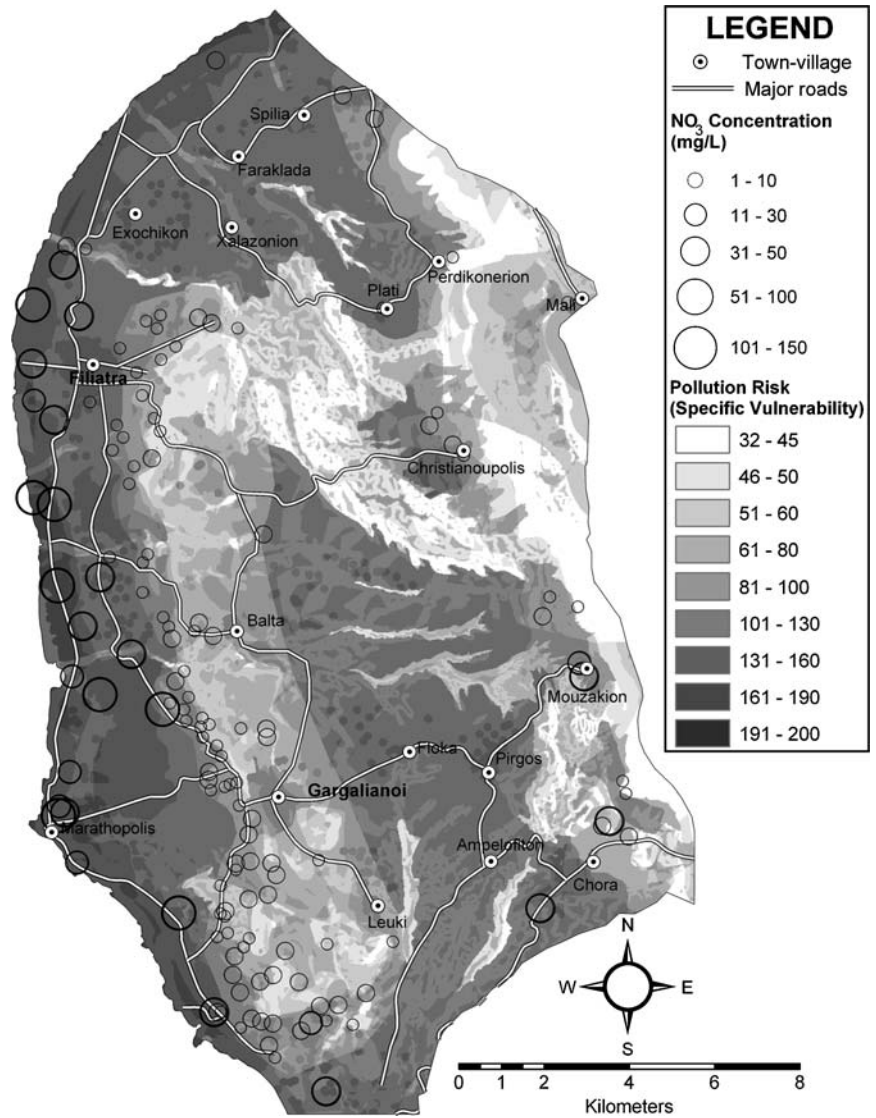 LEGEND
Town-village
Major roads
NO3 Concentration
(mg/L)
1 - 10
11 - 30
31 - 50
51 - 100
101 - 150
Pollution Risk
(Specific Vulnerability)
32 - 45
46 - 50
51 - 60
61 - 80
81 - 100
101 - 130
131 - 160
161 - 190
191 - 200
Spilia
Faraklada
Exochikon
Xalazonion
Perdikonerion
Plati
Mali
Filiatra
Christianoupolis
Balta
Mouzakion
Floka
Pirgos
Gargalianoi
Marathopolis
Ampelofiton
Chora
Leuki
N
W E
S
0 2 4 6 8
Kilometers